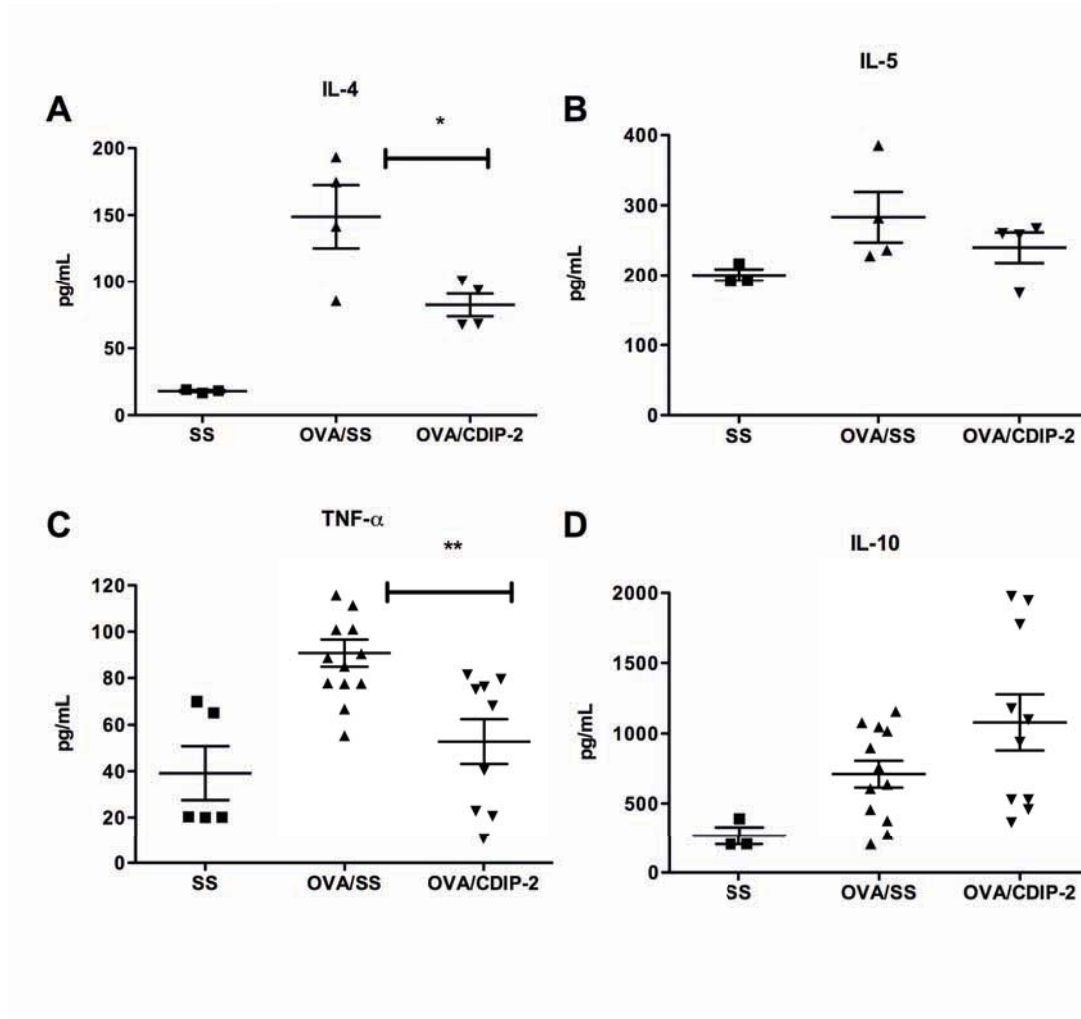 A
IL-4
*
200
150
100
50
0
pg/mL
SS OVA/SS OVA/CDIP-2
B
IL-5
400
300
200
100
0
pg/mL
SS OVA/SS OVA/CDIP-2
C
TNF-α
**
120
100
80
60
40
20
0
pg/mL
SS OVA/SS OVA/CDIP-2
D
IL-10
2000
1500
1000
500
0
pg/mL
SS OVA/SS OVA/CDIP-2